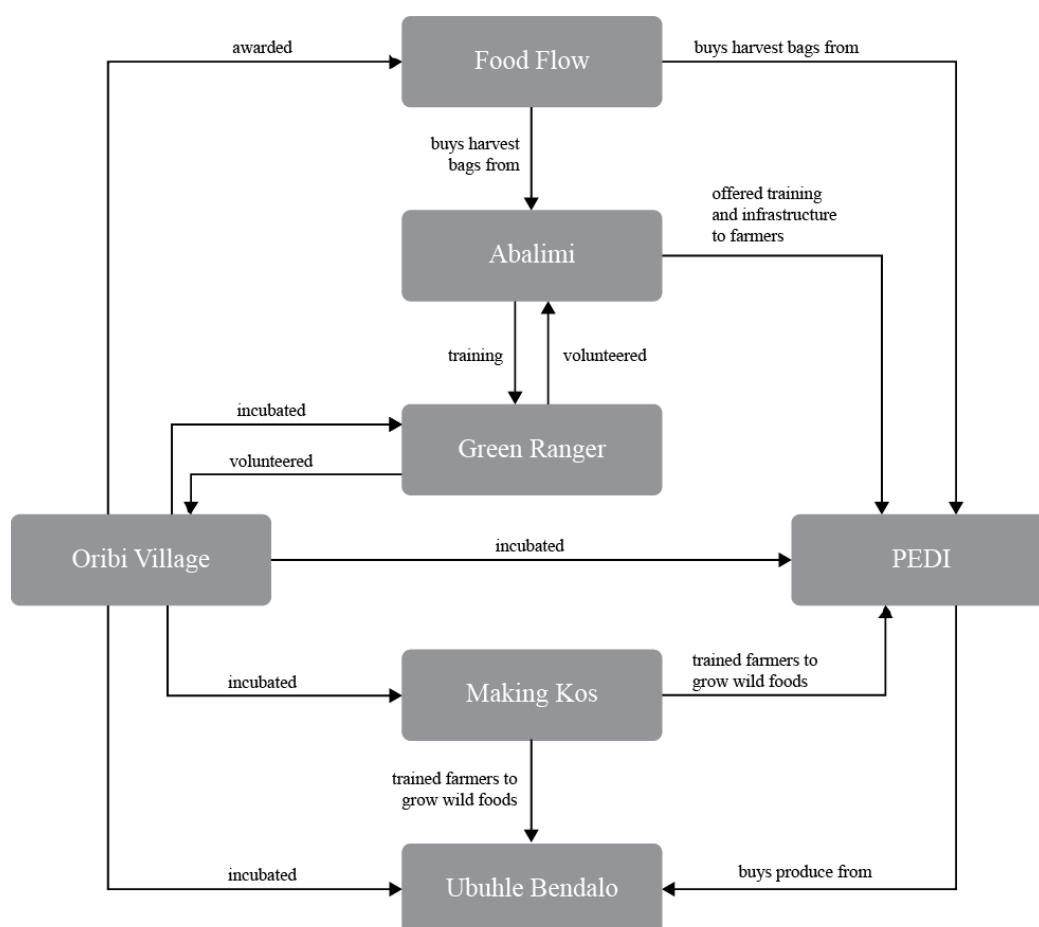 awarded
Food Flow
buys harvest bags from
buys harvest
bags from
offered training
and infrastructure
to farmers
Abalimi
training
volunteered
incubated
Green Ranger
volunteered
Oribi Village
incubated
PEDI
incubated
Making Kos
trained farmers to
grow wild foods
trained farmers to
grow wild foods
incubated
Ubuhle Bendalo
buys produce from